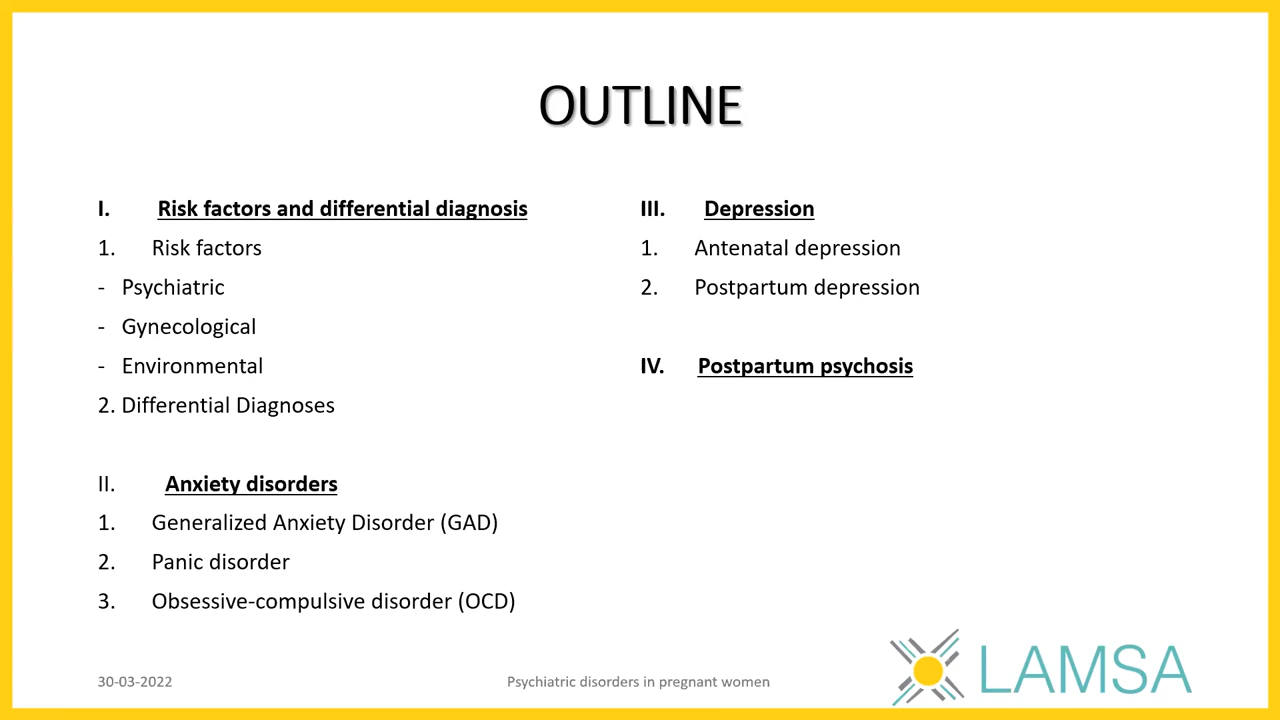 OUTLINE
I. Risk factors and differential diagnosis
1. Risk factors
- Psychiatric
- Gynecological
- Environmental
2. Differential Diagnoses
II. Anxiety disorders
1. Generalized Anxiety Disorder (GAD)
2. Panic disorder
3. Obsessive-compulsive disorder (OCD)
III. Depression
1. Antenatal depression
2. Postpartum depression
IV. Postpartum psychosis
30-03-2022
Psychiatric disorders in pregnant women
LAMSA